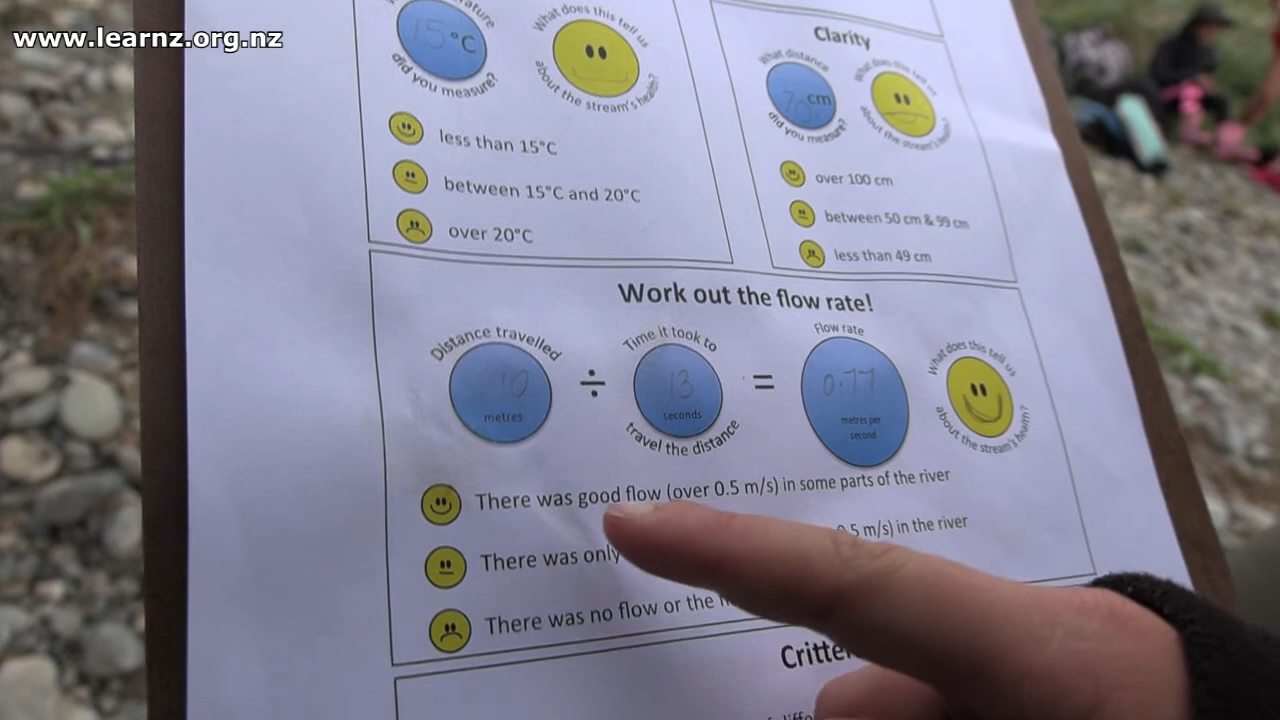 www.learnz.org.nz
15 °C
did you measure?
What does this tell us
about the stream's health?
less than 15°C
between 15°C and 20°C
over 20°C
Clarity
What distance
70 cm
did you measure?
What does this tell us
about the stream's health?
over 100 cm
between 50 cm & 99 cm
less than 49 cm
Work out the flow rate!
Distance travelled
10
metres
÷
Time it took to
13
seconds
travel the distance
=
Flow rate
0.77
metres per
second
What does this tell us
about the stream's health?
There was good flow (over 0.5 m/s) in some parts of the river
There was only 0.5 m/s) in the river
There was no flow or the